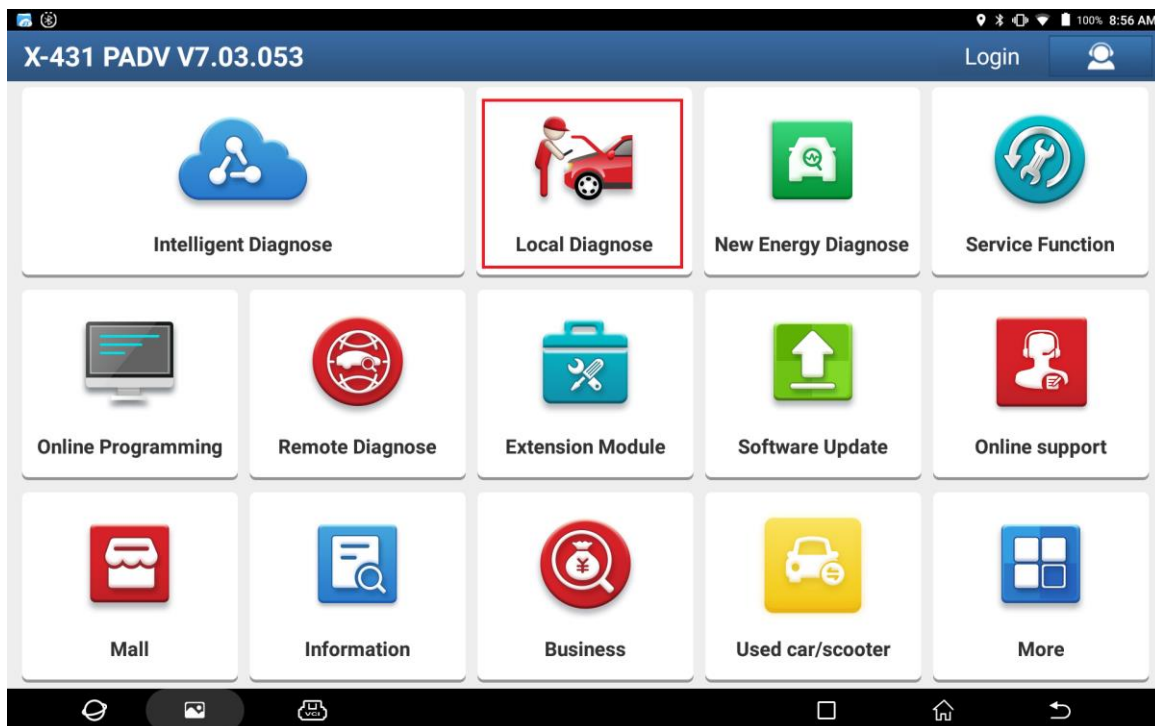 100% 8:56 AM
X-431 PADV V7.03.053
Login
Intelligent Diagnose
Local Diagnose
New Energy Diagnose
Service Function
Online Programming
Remote Diagnose
Extension Module
Software Update
Online support
Mall
Information
Business
Used car/scooter
More
VCI